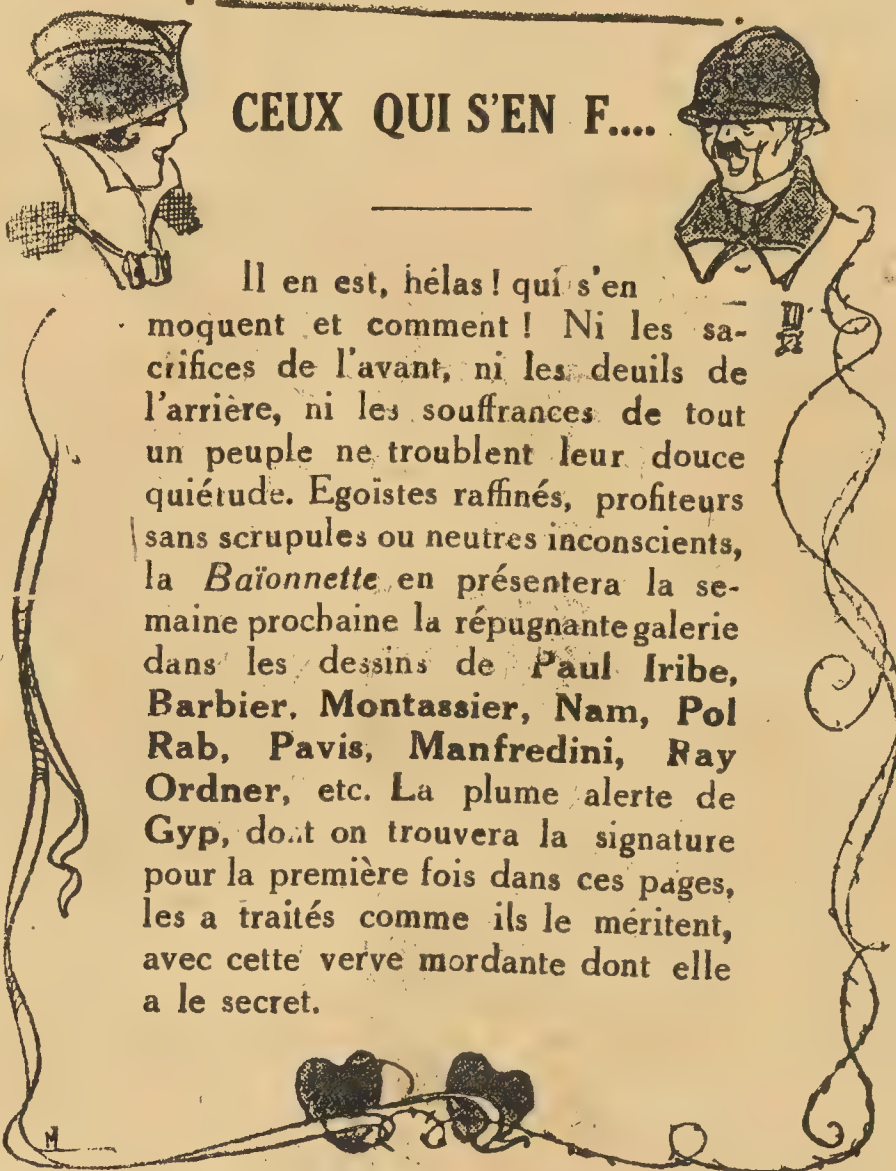 CEUX QUI S'EN F....
Il en est, hélas ! qui s'en
moquent et comment ! Ni les sa-
crifices de l'avant, ni les deuils de
l'arrière, ni les souffrances de tout
un peuple ne troublent leur douce
quiétude. Egoïstes raffinés, profiteurs
sans scrupules ou neutres inconscients,
la Baïonnette en présentera la se-
maine prochaine la répugnante galerie
dans les dessins de Paul Iribe,
Barbier, Montassier, Nam, Pol
Rab, Pavis, Manfredini, Ray
Ordner, etc. La plume alerte de
Gyp, dont on trouvera la signature
pour la première fois dans ces pages,
les a traités comme ils le méritent,
avec cette verve mordante dont elle
a le secret.
M